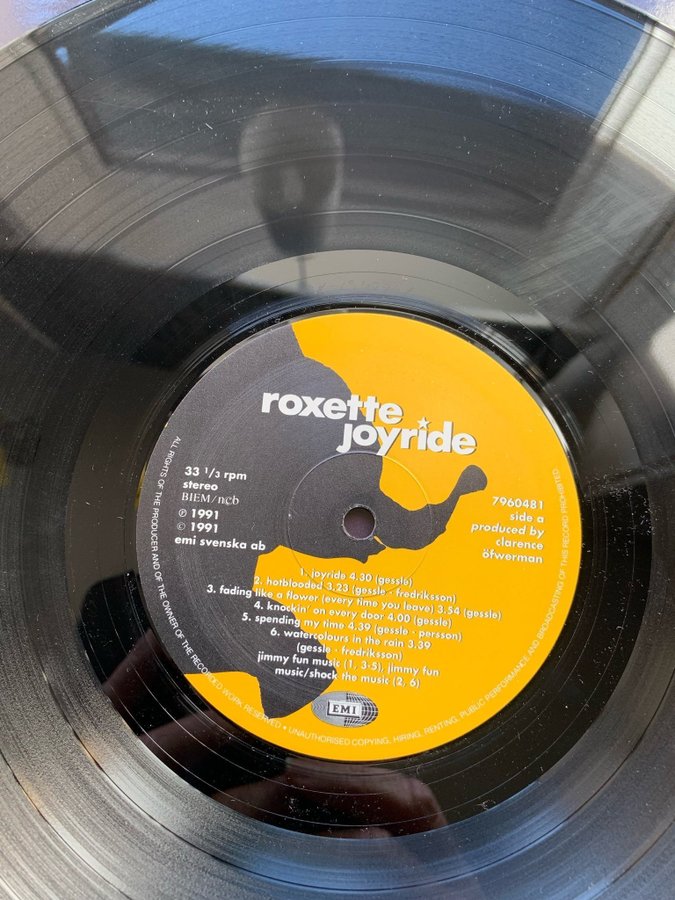 roxette
joyride
33 1/3 rpm
stereo
BIEM/ncb
℗ 1991
© 1991
emi svenska ab
7960481
side a
produced by
clarence
öfwerman
1. joyride 4.30 (gessle)
2. hotblooded 3.23 (gessle - fredriksson)
3. fading like a flower (every time you leave) 3.54 (gessle)
4. knockin' on every door 4.00 (gessle)
5. spending my time 4.39 (gessle - persson)
6. watercolours in the rain 3.39
(gessle - fredriksson)
jimmy fun music (1, 3-5), jimmy fun
music/shock the music (2, 6)
EMI
ALL RIGHTS OF THE PRODUCER AND OF THE OWNER OF THE RECORDED WORK RESERVED • UNAUTHORISED COPYING, HIRING, RENTING, PUBLIC PERFORMANCE AND BROADCASTING OF THIS RECORD PROHIBITED